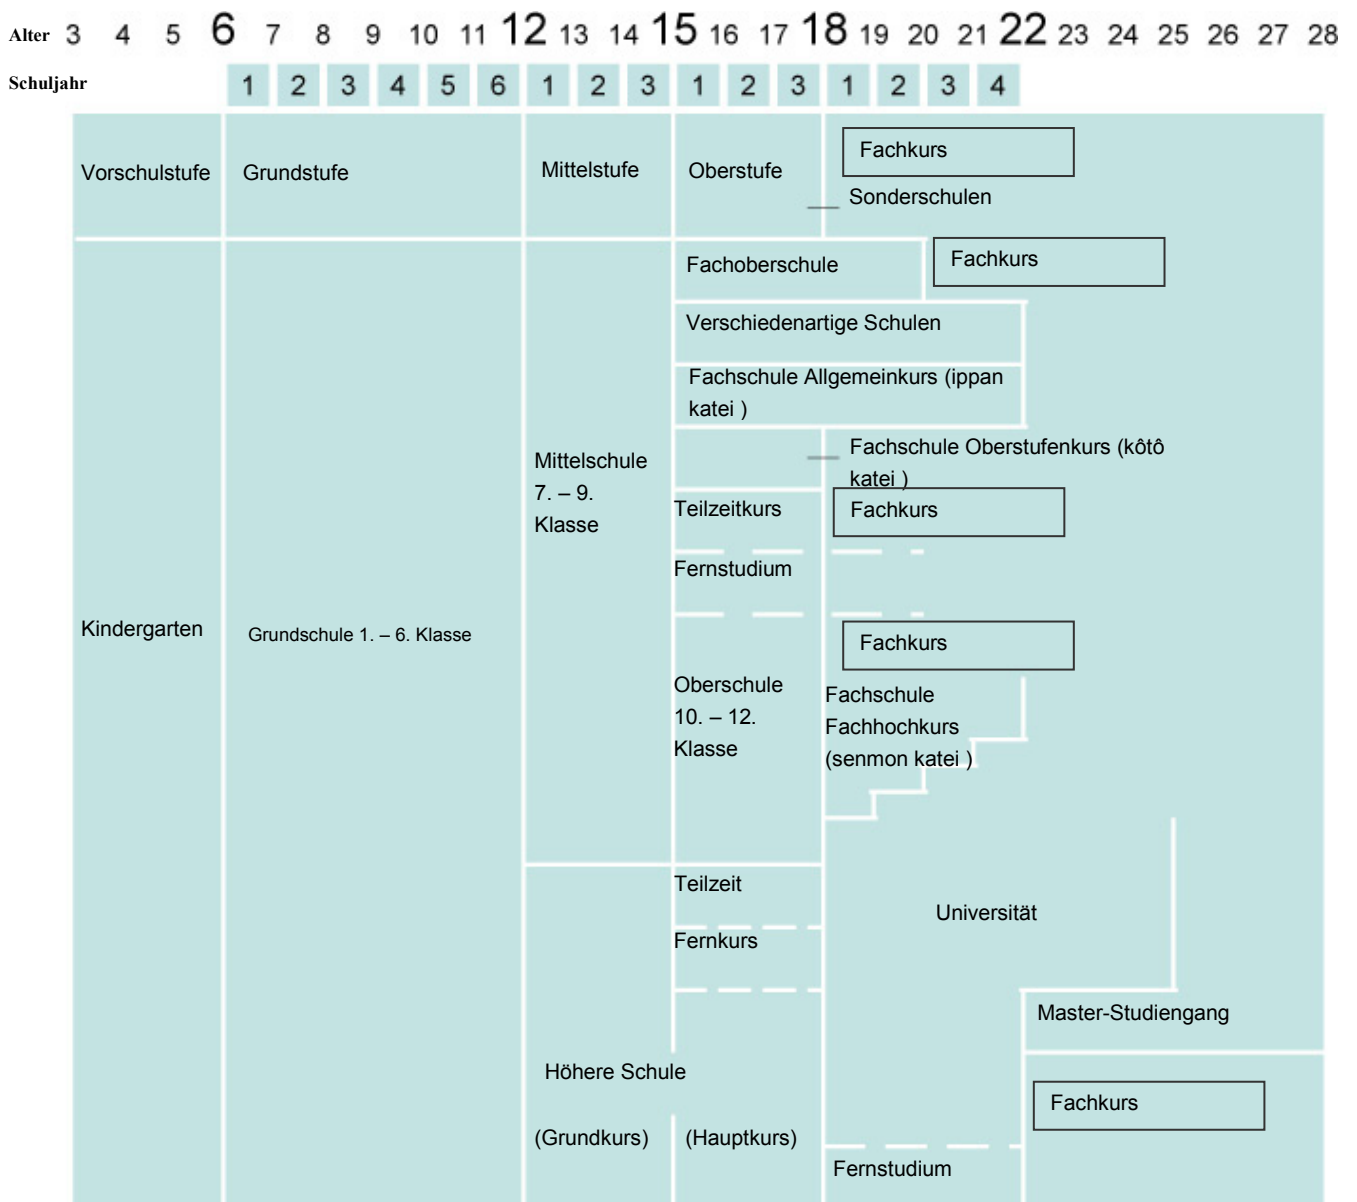 Alter 3 4 5 6 7 8 9 10 11 12 13 14 15 16 17 18 19 20 21 22 23 24 25 26 27 28
Schuljahr 1 2 3 4 5 6 1 2 3 1 2 3 1 2 3 4
Vorschulstufe
Grundstufe
Mittelstufe
Oberstufe
Fachkurs
Sonderschulen
Fachoberschule
Fachkurs
Verschiedenartige Schulen
Fachschule Allgemeinkurs (ippan
katei )
Fachschule Oberstufenkurs (kôtô
katei )
Mittelschule
7. – 9.
Klasse
Teilzeitkurs
Fachkurs
Fernstudium
Kindergarten
Grundschule 1. – 6. Klasse
Fachkurs
Oberschule
10. – 12.
Klasse
Fachschule
Fachhochkurs
(senmon katei )
Teilzeit
Universität
Fernkurs
Master-Studiengang
Höhere Schule
Fachkurs
(Grundkurs)
(Hauptkurs)
Fernstudium